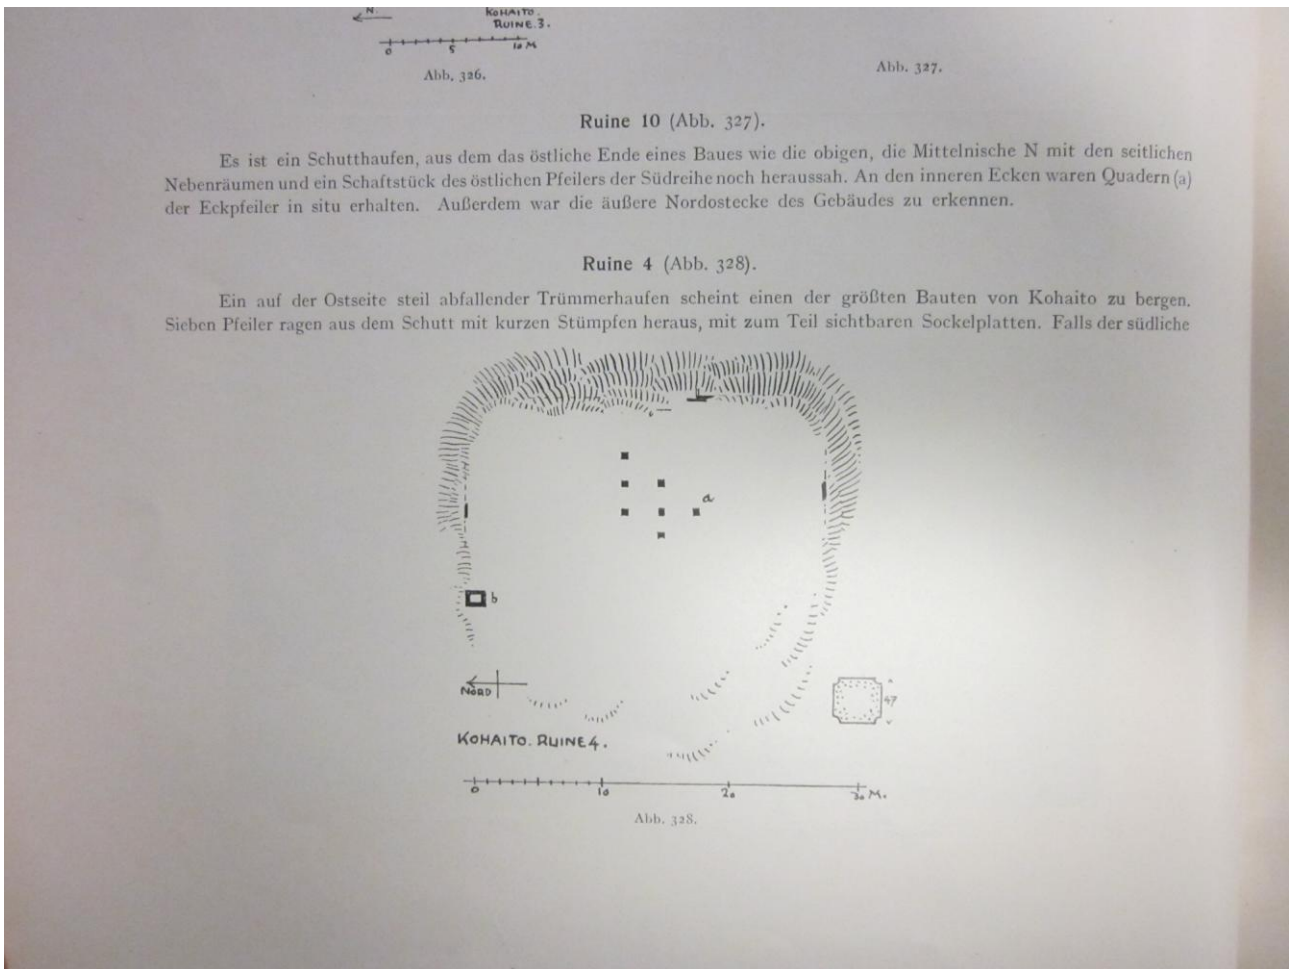 N.
KOHAITO.
RUINE.3.
0 5 10 M
Abb. 326.
Abb. 327.
Ruine 10 (Abb. 327).
Es ist ein Schutthaufen, aus dem das östliche Ende eines Baues wie die obigen, die Mittelnische N mit den seitlichen
Nebenräumen und ein Schaftstück des östlichen Pfeilers der Südreihe noch heraussah. An den inneren Ecken waren Quadern (a)
der Eckpfeiler in situ erhalten. Außerdem war die äußere Nordostecke des Gebäudes zu erkennen.
Ruine 4 (Abb. 328).
Ein auf der Ostseite steil abfallender Trümmerhaufen scheint einen der größten Bauten von Kohaito zu bergen.
Sieben Pfeiler ragen aus dem Schutt mit kurzen Stümpfen heraus, mit zum Teil sichtbaren Sockelplatten. Falls der südliche
a
b
NORD
47
KOHAITO. RUINE 4.
0 10 20 30 M.
Abb. 328.